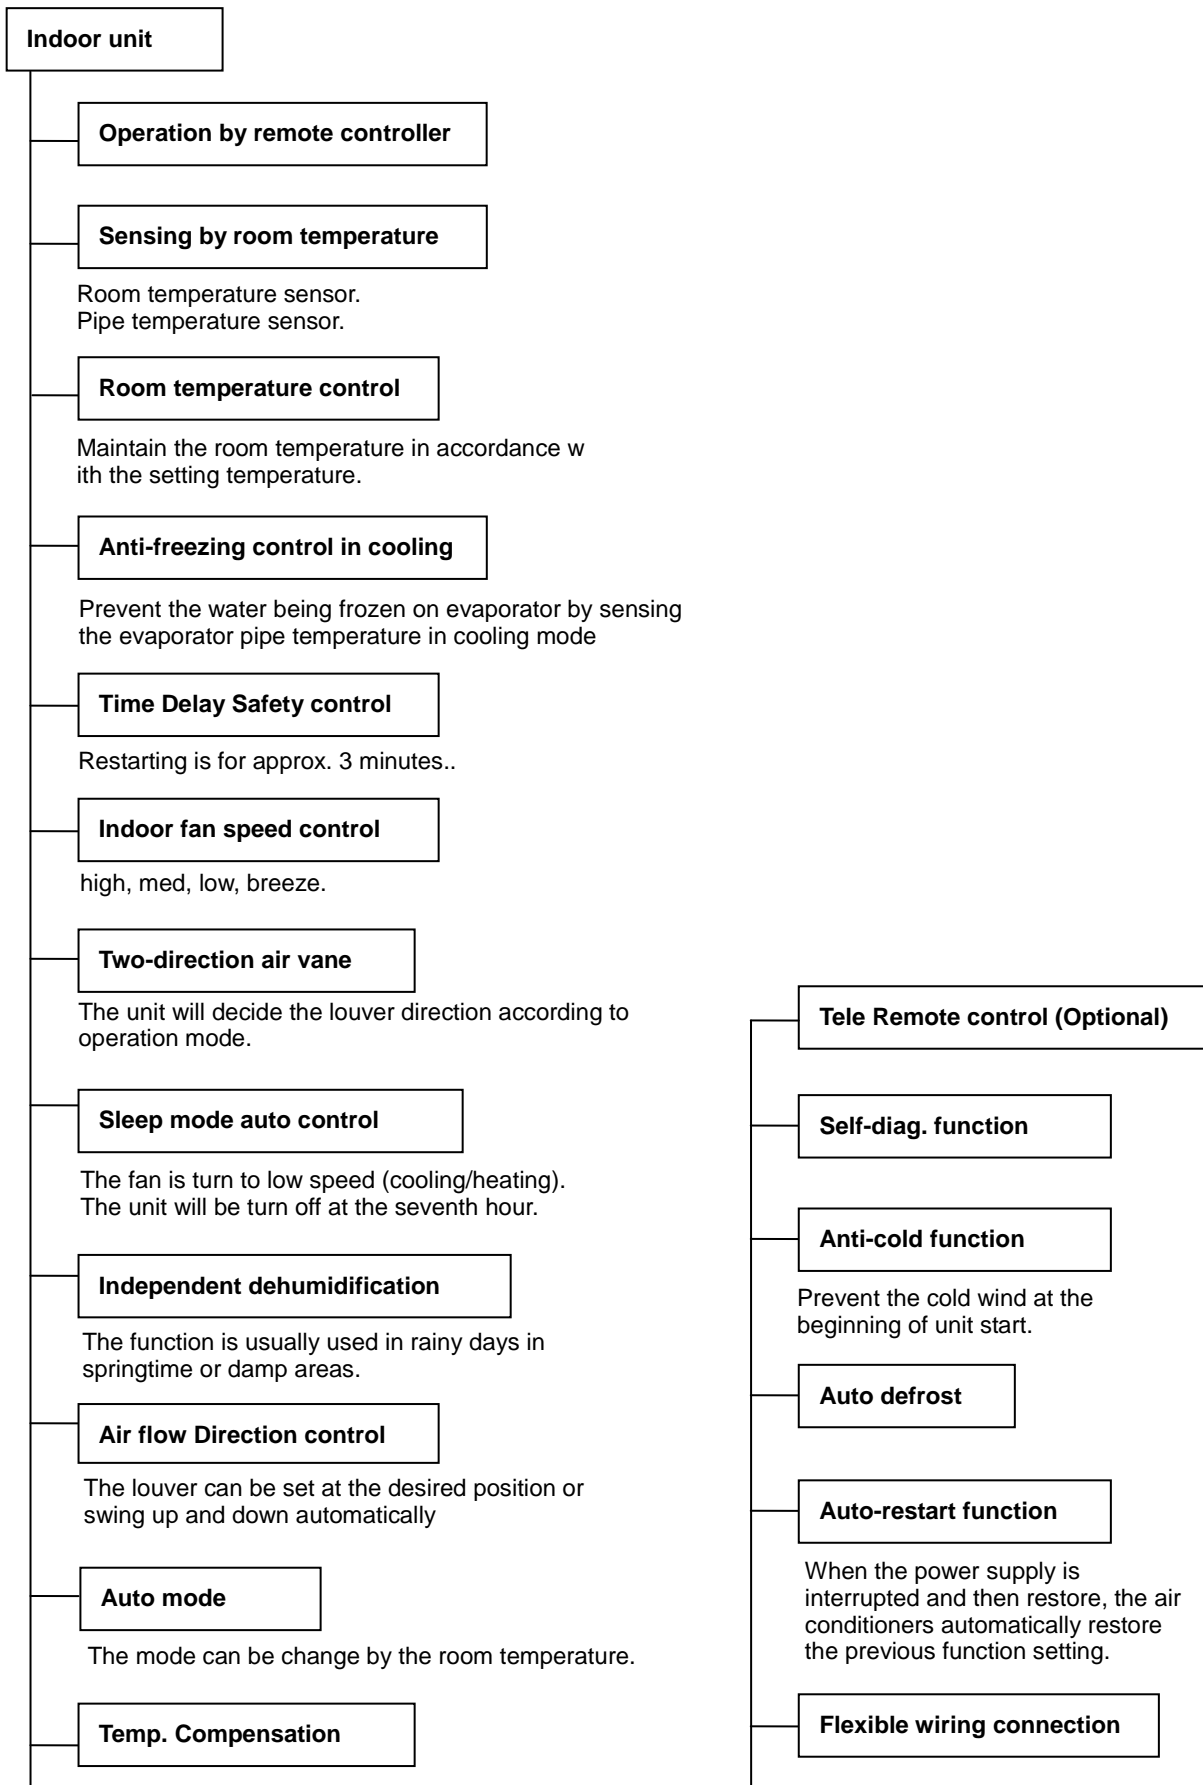 Indoor unit
Operation by remote controller
Sensing by room temperature
Room temperature sensor.
Pipe temperature sensor.
Room temperature control
Maintain the room temperature in accordance w
ith the setting temperature.
Anti-freezing control in cooling
Prevent the water being frozen on evaporator by sensing
the evaporator pipe temperature in cooling mode
Time Delay Safety control
Restarting is for approx. 3 minutes..
Indoor fan speed control
high, med, low, breeze.
Two-direction air vane
The unit will decide the louver direction according to
operation mode.
Sleep mode auto control
The fan is turn to low speed (cooling/heating).
The unit will be turn off at the seventh hour.
Independent dehumidification
The function is usually used in rainy days in
springtime or damp areas.
Air flow Direction control
The louver can be set at the desired position or
swing up and down automatically
Auto mode
The mode can be change by the room temperature.
Temp. Compensation
Tele Remote control (Optional)
Self-diag. function
Anti-cold function
Prevent the cold wind at the
beginning of unit start.
Auto defrost
Auto-restart function
When the power supply is
interrupted and then restore, the air
conditioners automatically restore
the previous function setting.
Flexible wiring connection